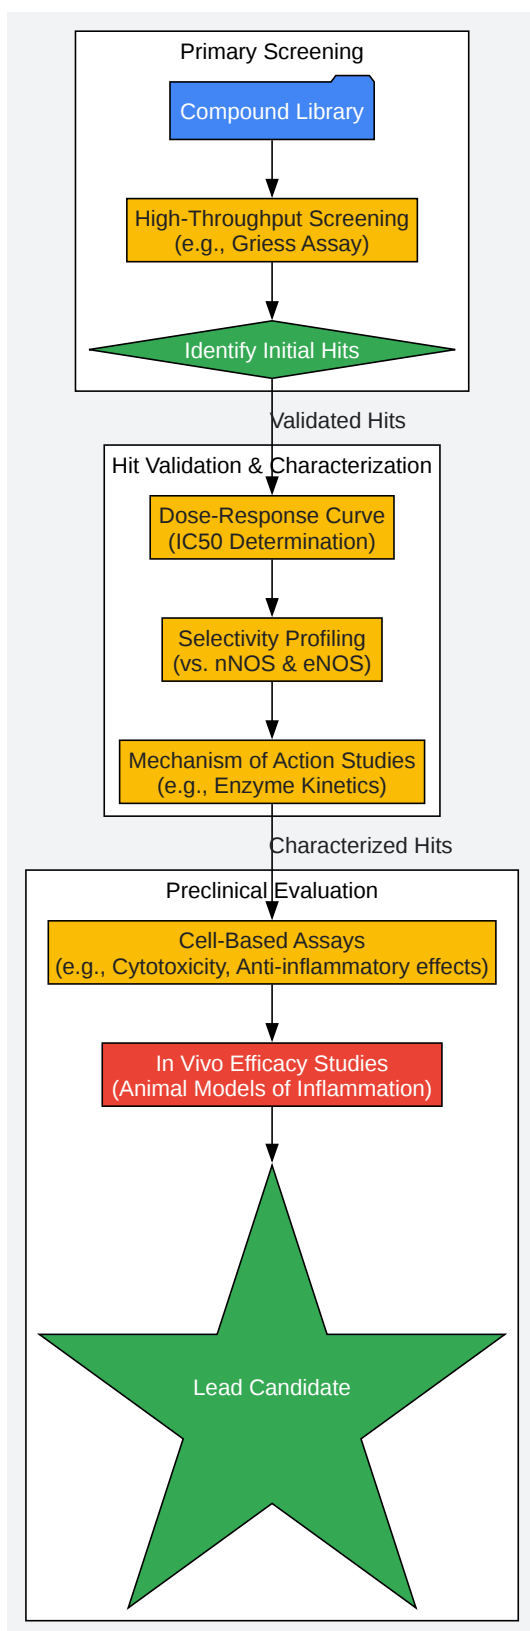 Primary Screening
Compound Library
High-Throughput Screening
(e.g., Griess Assay)
Identify Initial Hits
Validated Hits
Hit Validation & Characterization
Dose-Response Curve
(IC50 Determination)
Selectivity Profiling
(vs. nNOS & eNOS)
Mechanism of Action Studies
(e.g., Enzyme Kinetics)
Characterized Hits
Preclinical Evaluation
Cell-Based Assays
(e.g., Cytotoxicity, Anti-inflammatory effects)
In Vivo Efficacy Studies
(Animal Models of Inflammation)
Lead Candidate